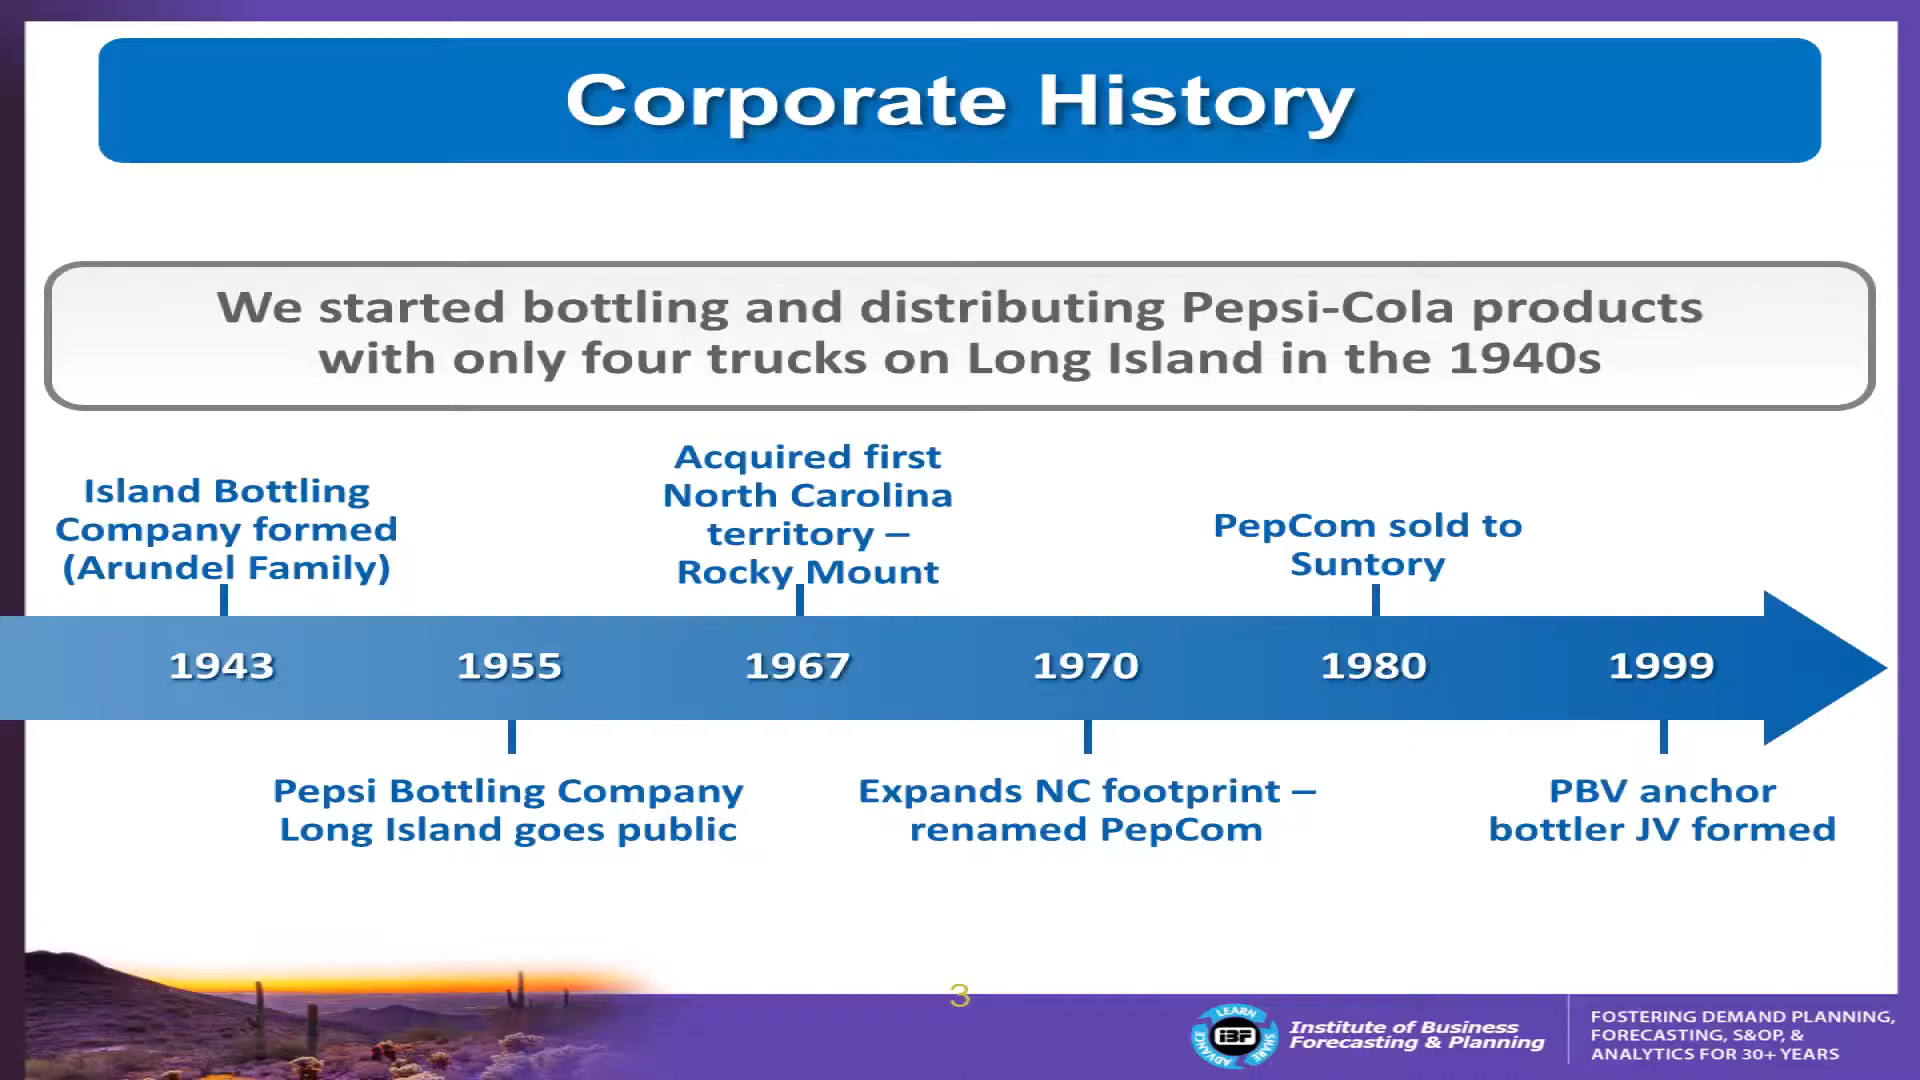 Corporate History
We started bottling and distributing Pepsi-Cola products
with only four trucks on Long Island in the 1940s
Island Bottling
Company formed
(Arundel Family)
Acquired first
North Carolina
territory –
Rocky Mount
PepCom sold to
Suntory
1943
1955
1967
1970
1980
1999
Pepsi Bottling Company
Long Island goes public
Expands NC footprint –
renamed PepCom
PBV anchor
bottler JV formed
3
LEARN
SHARE
ADVANCE
iBF
Institute of Business
Forecasting & Planning
FOSTERING DEMAND PLANNING,
FORECASTING, S&OP, &
ANALYTICS FOR 30+ YEARS